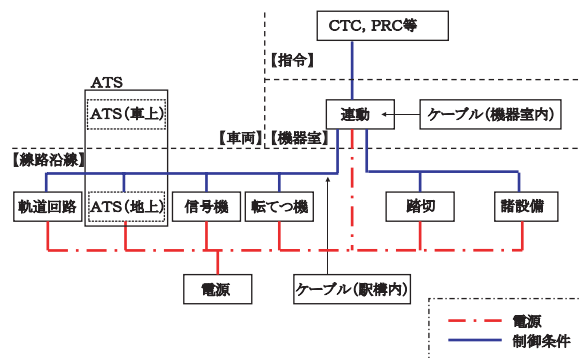 CTC, PRC等
【指令】
ATS
ATS(車上)
連動
ケーブル(機器室内)
【車両】
【機器室】
【線路沿線】
軌道回路
ATS(地上)
信号機
転てつ機
踏切
諸設備
電源
ケーブル(駅構内)
電源
制御条件